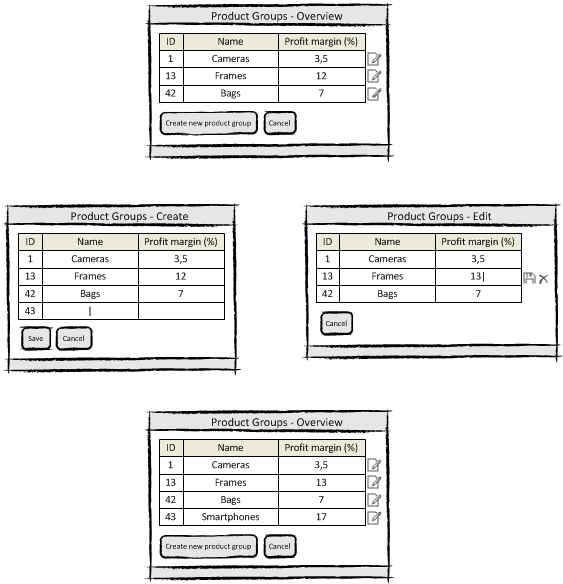 Product Groups - Overview
ID Name Profit margin (%)
1 Cameras 3,5
13 Frames 12
42 Bags 7
Create new product group Cancel
Product Groups - Create
ID Name Profit margin (%)
1 Cameras 3,5
13 Frames 12
42 Bags 7
43
Save Cancel
Product Groups - Edit
ID Name Profit margin (%)
1 Cameras 3,5
13 Frames 13
42 Bags 7
Cancel
Product Groups - Overview
ID Name Profit margin (%)
1 Cameras 3,5
13 Frames 13
42 Bags 7
43 Smartphones 17
Create new product group Cancel